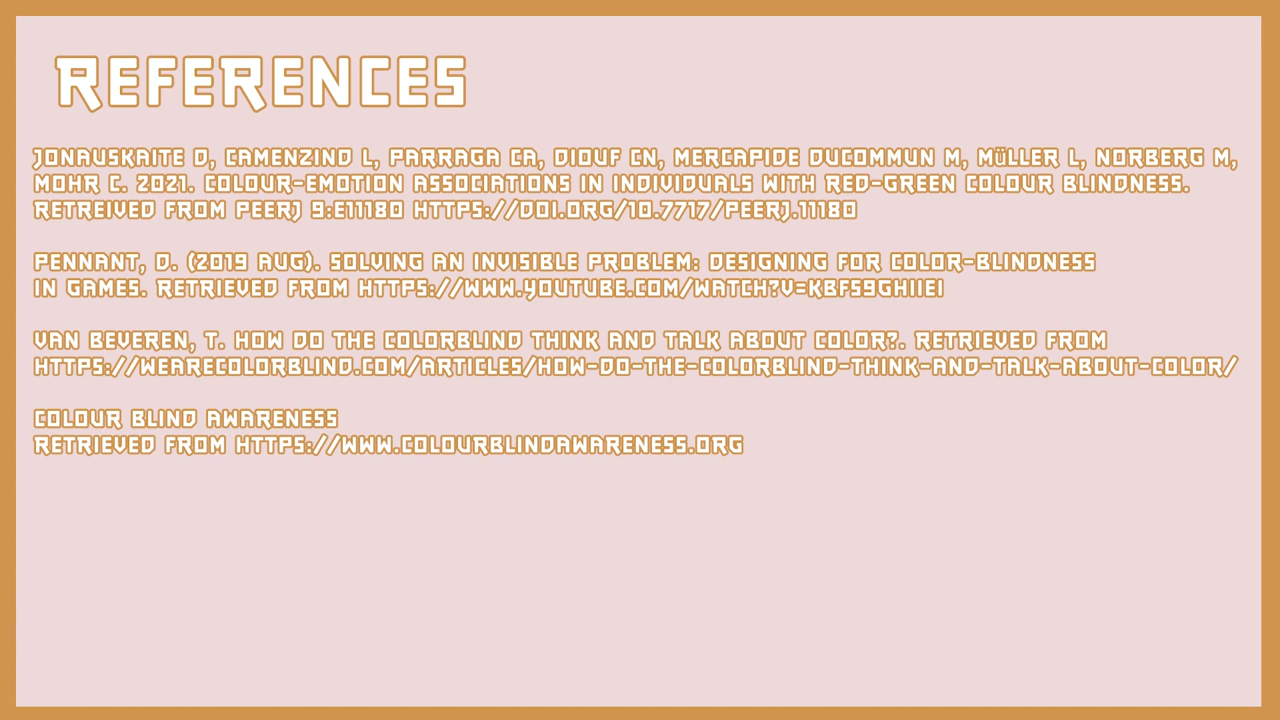 REFERENCES
JONAUSKAITE D, CAMENZIND L, PARRAGA CA, DIOUF CN, MERCAPIDE DUCOMMUN M, MüLLER L, NORBERG M,
MOHR C. 2021. COLOUR-EMOTION ASSOCIATIONS IN INDIVIDUALS WITH RED-GREEN COLOUR BLINDNESS.
RETREIVED FROM PEERJ 9:E11180 HTTPS://DOI.ORG/10.7717/PEERJ.11180
PENNANT, D. (2019 AUG). SOLVING AN INVISIBLE PROBLEM: DESIGNING FOR COLOR-BLINDNESS
IN GAMES. RETRIEVED FROM HTTPS://WWW.YOUTUBE.COM/WATCH?V=KBFS9GHIIEI
VAN BEVEREN, T. HOW DO THE COLORBLIND THINK AND TALK ABOUT COLOR?. RETRIEVED FROM
HTTPS://WEARECOLORBLIND.COM/ARTICLES/HOW-DO-THE-COLORBLIND-THINK-AND-TALK-ABOUT-COLOR/
COLOUR BLIND AWARENESS
RETRIEVED FROM HTTPS://WWW.COLOURBLINDAWARENESS.ORG